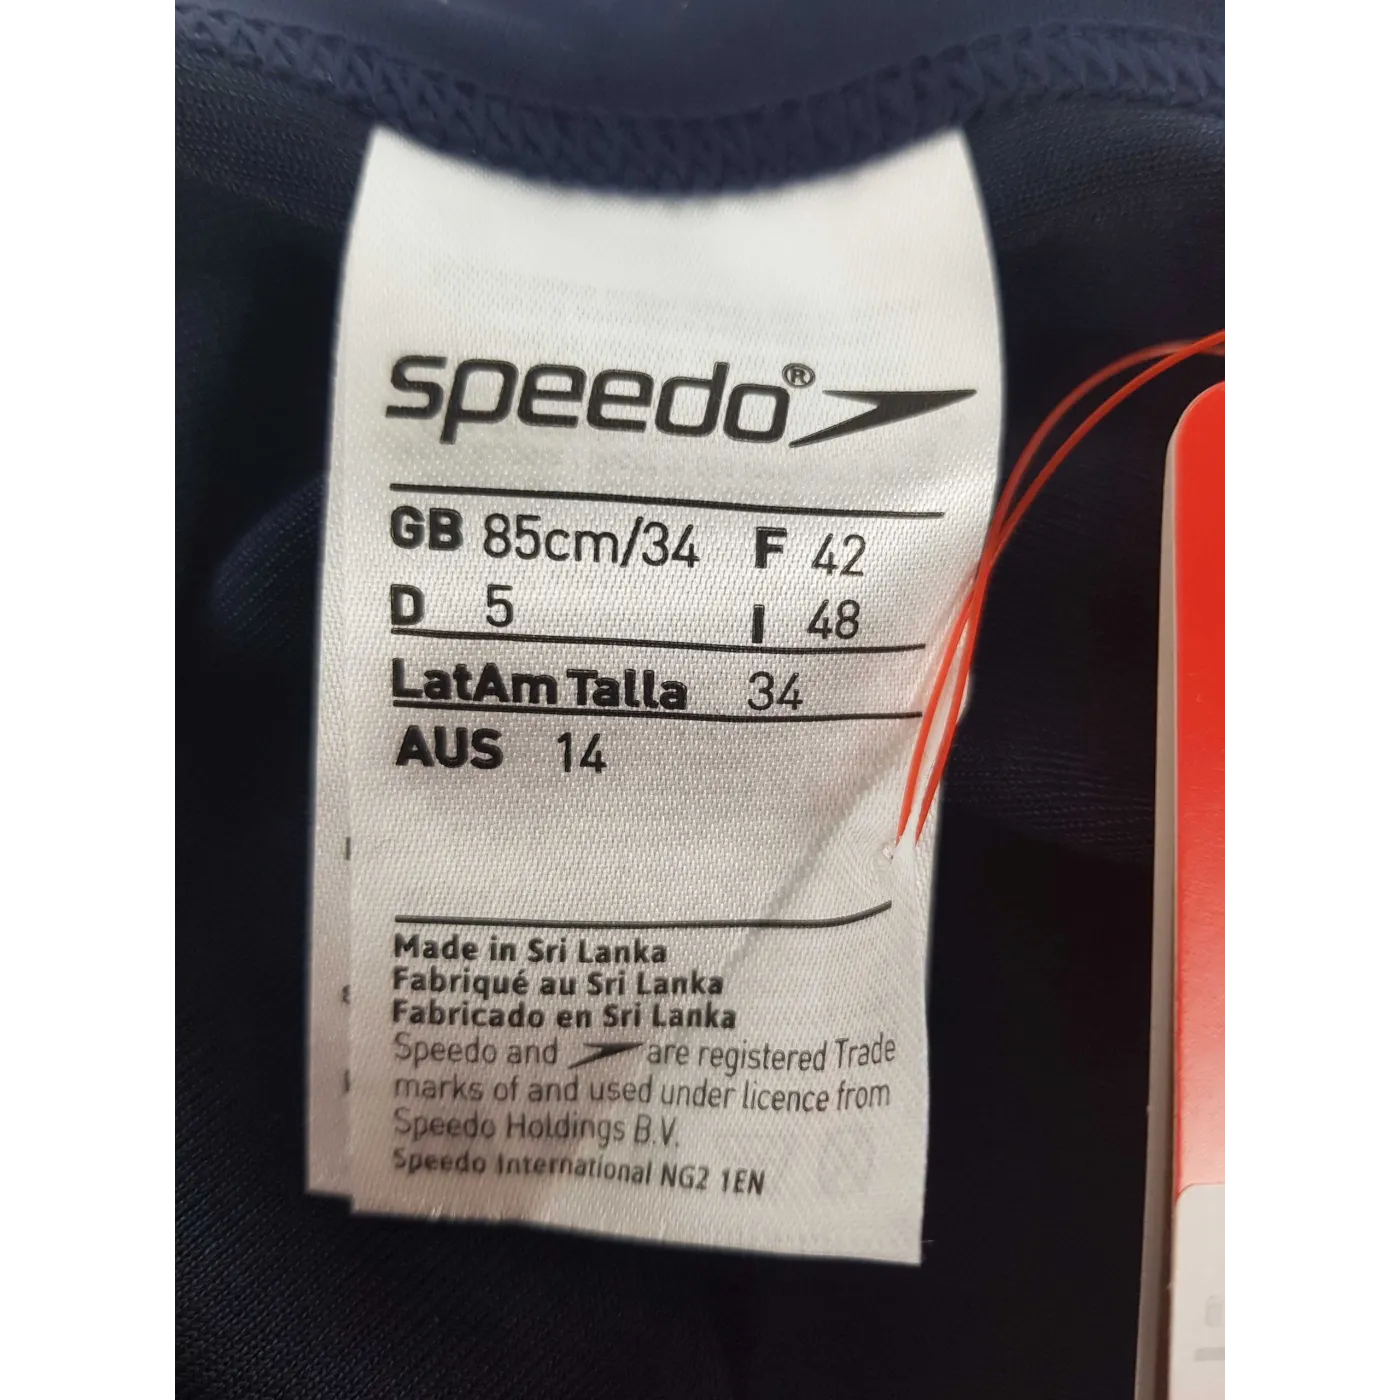 speedo®
GB 85cm/34 F 42
D 5 I 48
LatAm Talla 34
AUS 14
Made in Sri Lanka
Fabriqué au Sri Lanka
Fabricado en Sri Lanka
Speedo and are registered Trade
marks of and used under licence from
Speedo Holdings B.V.
Speedo International NG2 1EN